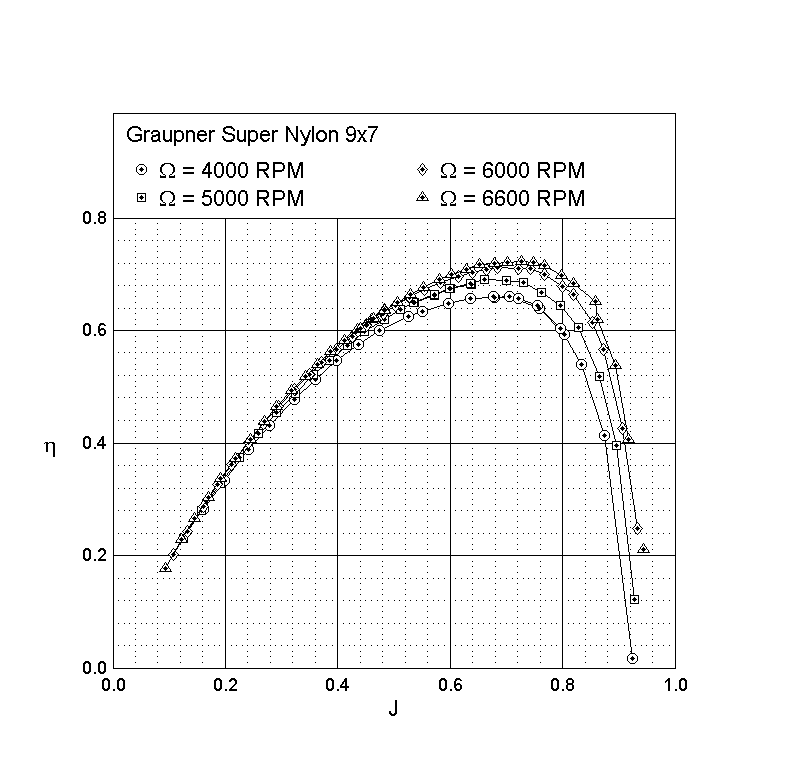 Graupner Super Nylon 9x7
Ω = 4000 RPM
Ω = 6000 RPM
Ω = 5000 RPM
Ω = 6600 RPM
0.8
0.6
η
0.4
0.2
0.0
0.0 0.2 0.4 0.6 0.8 1.0
J